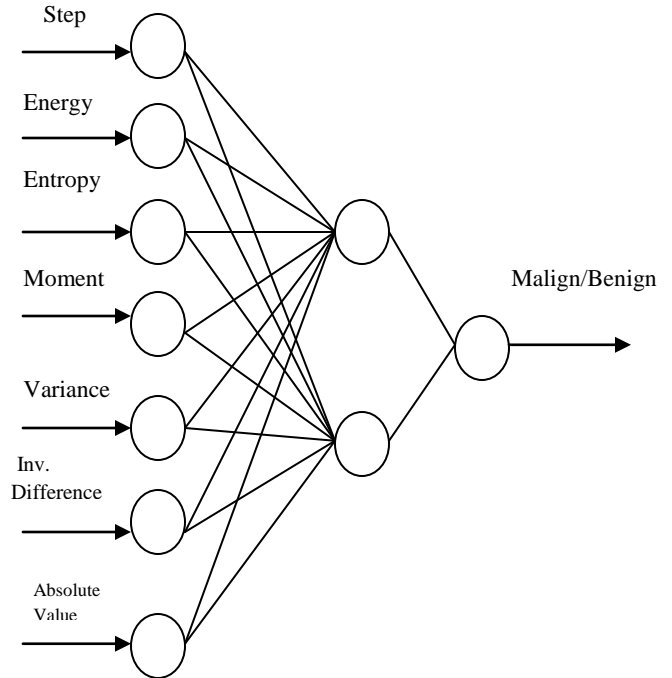 Step
Energy
Entropy
Moment
Malign/Benign
Variance
Inv.
Difference
Absolute
Value